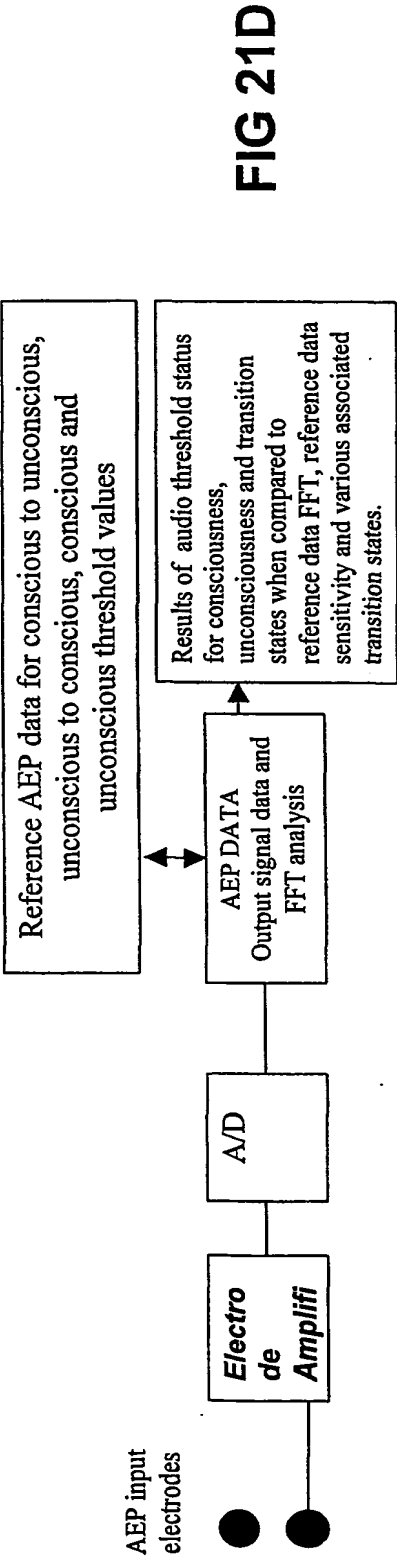 AEP input
electrodes
Electro
de
Amplifi
A/D
AEP DATA
Output signal data and
FFT analysis
Reference AEP data for conscious to unconscious,
unconscious to conscious, conscious and
unconscious threshold values
Results of audio threshold status
for consciousness,
unconsciousness and transition
states when compared to
reference data FFT, reference data
sensitivity and various associated
transition states.
FIG 21D